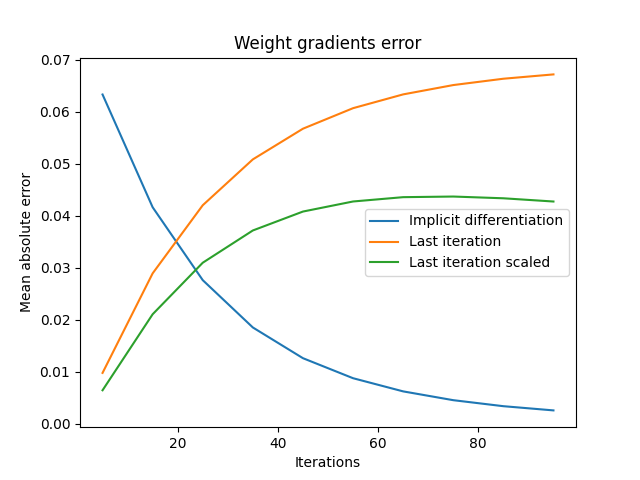 Weight gradients error
Mean absolute error
0.07
0.06
0.05
0.04
0.03
0.02
0.01
0.00
Implicit differentiation
Last iteration
Last iteration scaled
20
40
60
80
Iterations